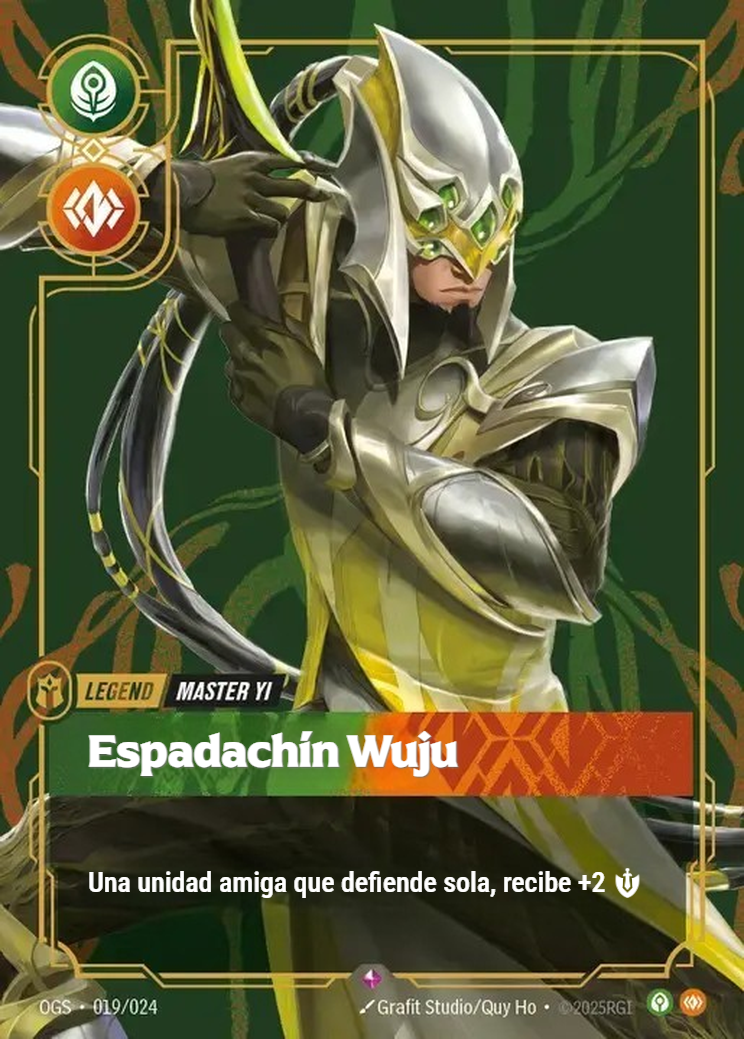 LEGEND MASTER YI
Espadachín Wuju
Una unidad amiga que defiende sola, recibe +2
OGS • 019/024 Grafit Studio/Quy Ho • ©2025RGI